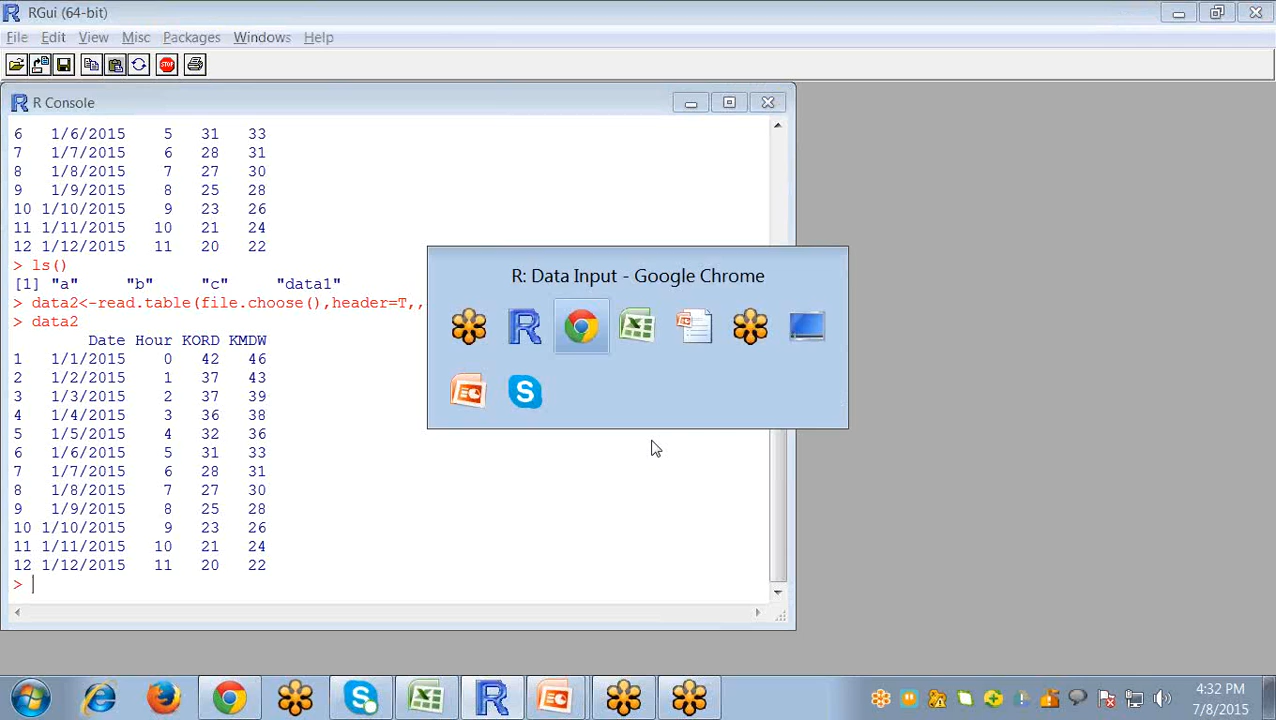 RGui (64-bit)
File Edit View Misc Packages Windows Help
STOP
R Console
6 1/6/2015 5 31 33
7 1/7/2015 6 28 31
8 1/8/2015 7 27 30
9 1/9/2015 8 25 28
10 1/10/2015 9 23 26
11 1/11/2015 10 21 24
12 1/12/2015 11 20 22
> ls()
[1] "a" "b" "c" "data1"
> data2<-read.table(file.choose(),header=T,,
> data2
Date Hour KORD KMDW
1 1/1/2015 0 42 46
2 1/2/2015 1 37 43
3 1/3/2015 2 37 39
4 1/4/2015 3 36 38
5 1/5/2015 4 32 36
6 1/6/2015 5 31 33
7 1/7/2015 6 28 31
8 1/8/2015 7 27 30
9 1/9/2015 8 25 28
10 1/10/2015 9 23 26
11 1/11/2015 10 21 24
12 1/12/2015 11 20 22
>
R: Data Input - Google Chrome
4:32 PM
7/8/2015